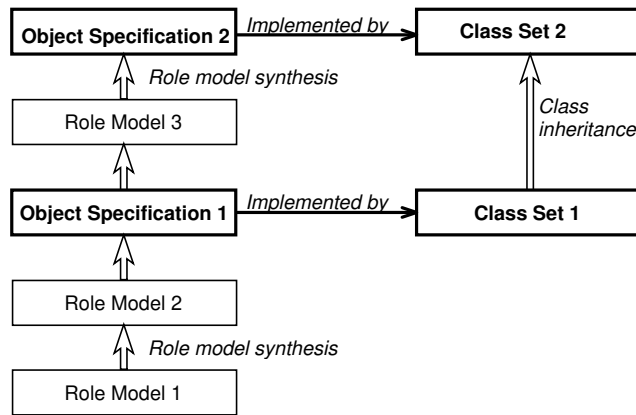 Object Specification 2
Implemented by
Class Set 2
Role model synthesis
Role Model 3
Class
inheritance
Object Specification 1
Implemented by
Class Set 1
Role Model 2
Role model synthesis
Role Model 1